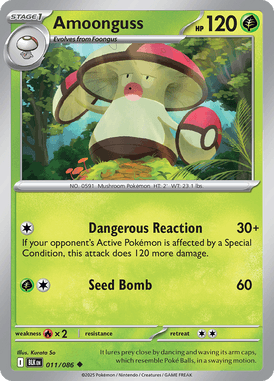 STAGE 1
Amoonguss
HP 120
Evolves from Foongus
NO. 0591 Mushroom Pokémon HT: 2' WT: 23.1 lbs.
Dangerous Reaction 30+
If your opponent's Active Pokémon is affected by a Special
Condition, this attack does 120 more damage.
Seed Bomb 60
weakness ×2 resistance retreat
Illus. Kurata So
BLK EN 011/086
It lures prey close by dancing and waving its arm caps,
which resemble Poké Balls, in a swaying motion.
©2025 Pokémon / Nintendo / Creatures / GAME FREAK